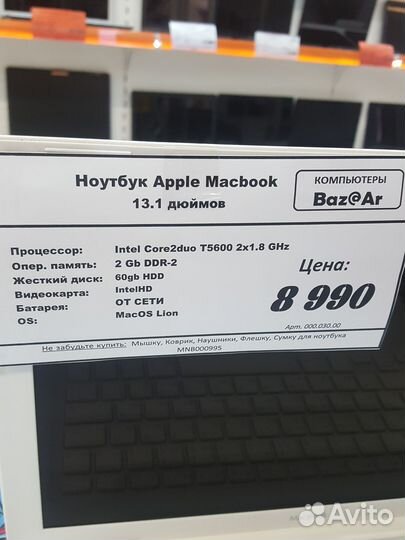 Ноутбук Apple Macbook
13.1 дюймов
КОМПЬЮТЕРЫ
Baz@Ar
Процессор: Intel Core2duo T5600 2x1.8 GHz
Опер. память: 2 Gb DDR-2
Жесткий диск: 60gb HDD
Видеокарта: IntelHD
Батарея: ОТ СЕТИ
OS: MacOS Lion
Цена:
8 990
Арт. 000.030.00
Не забудьте купить: Мышку, Коврик, Наушники, Флешку, Сумку для ноутбука
MNB000995
Avito